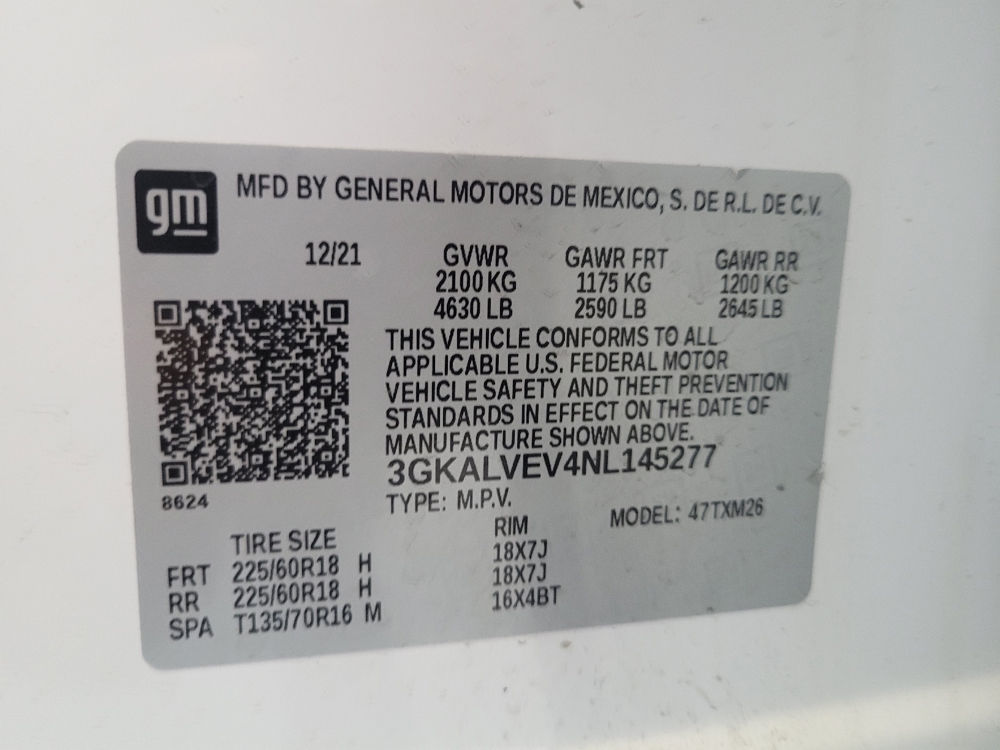 gm
MFD BY GENERAL MOTORS DE MEXICO, S. DE R.L. DE C.V.
12/21 GVWR GAWR FRT GAWR RR
2100 KG 1175 KG 1200 KG
4630 LB 2590 LB 2645 LB
THIS VEHICLE CONFORMS TO ALL
APPLICABLE U.S. FEDERAL MOTOR
VEHICLE SAFETY AND THEFT PREVENTION
STANDARDS IN EFFECT ON THE DATE OF
MANUFACTURE SHOWN ABOVE.
3GKALVEV4NL145277
8624
TYPE: M.P.V. MODEL: 47TXM26
TIRE SIZE RIM
FRT 225/60R18 H 18X7J
RR 225/60R18 H 18X7J
SPA T135/70R16 M 16X4BT